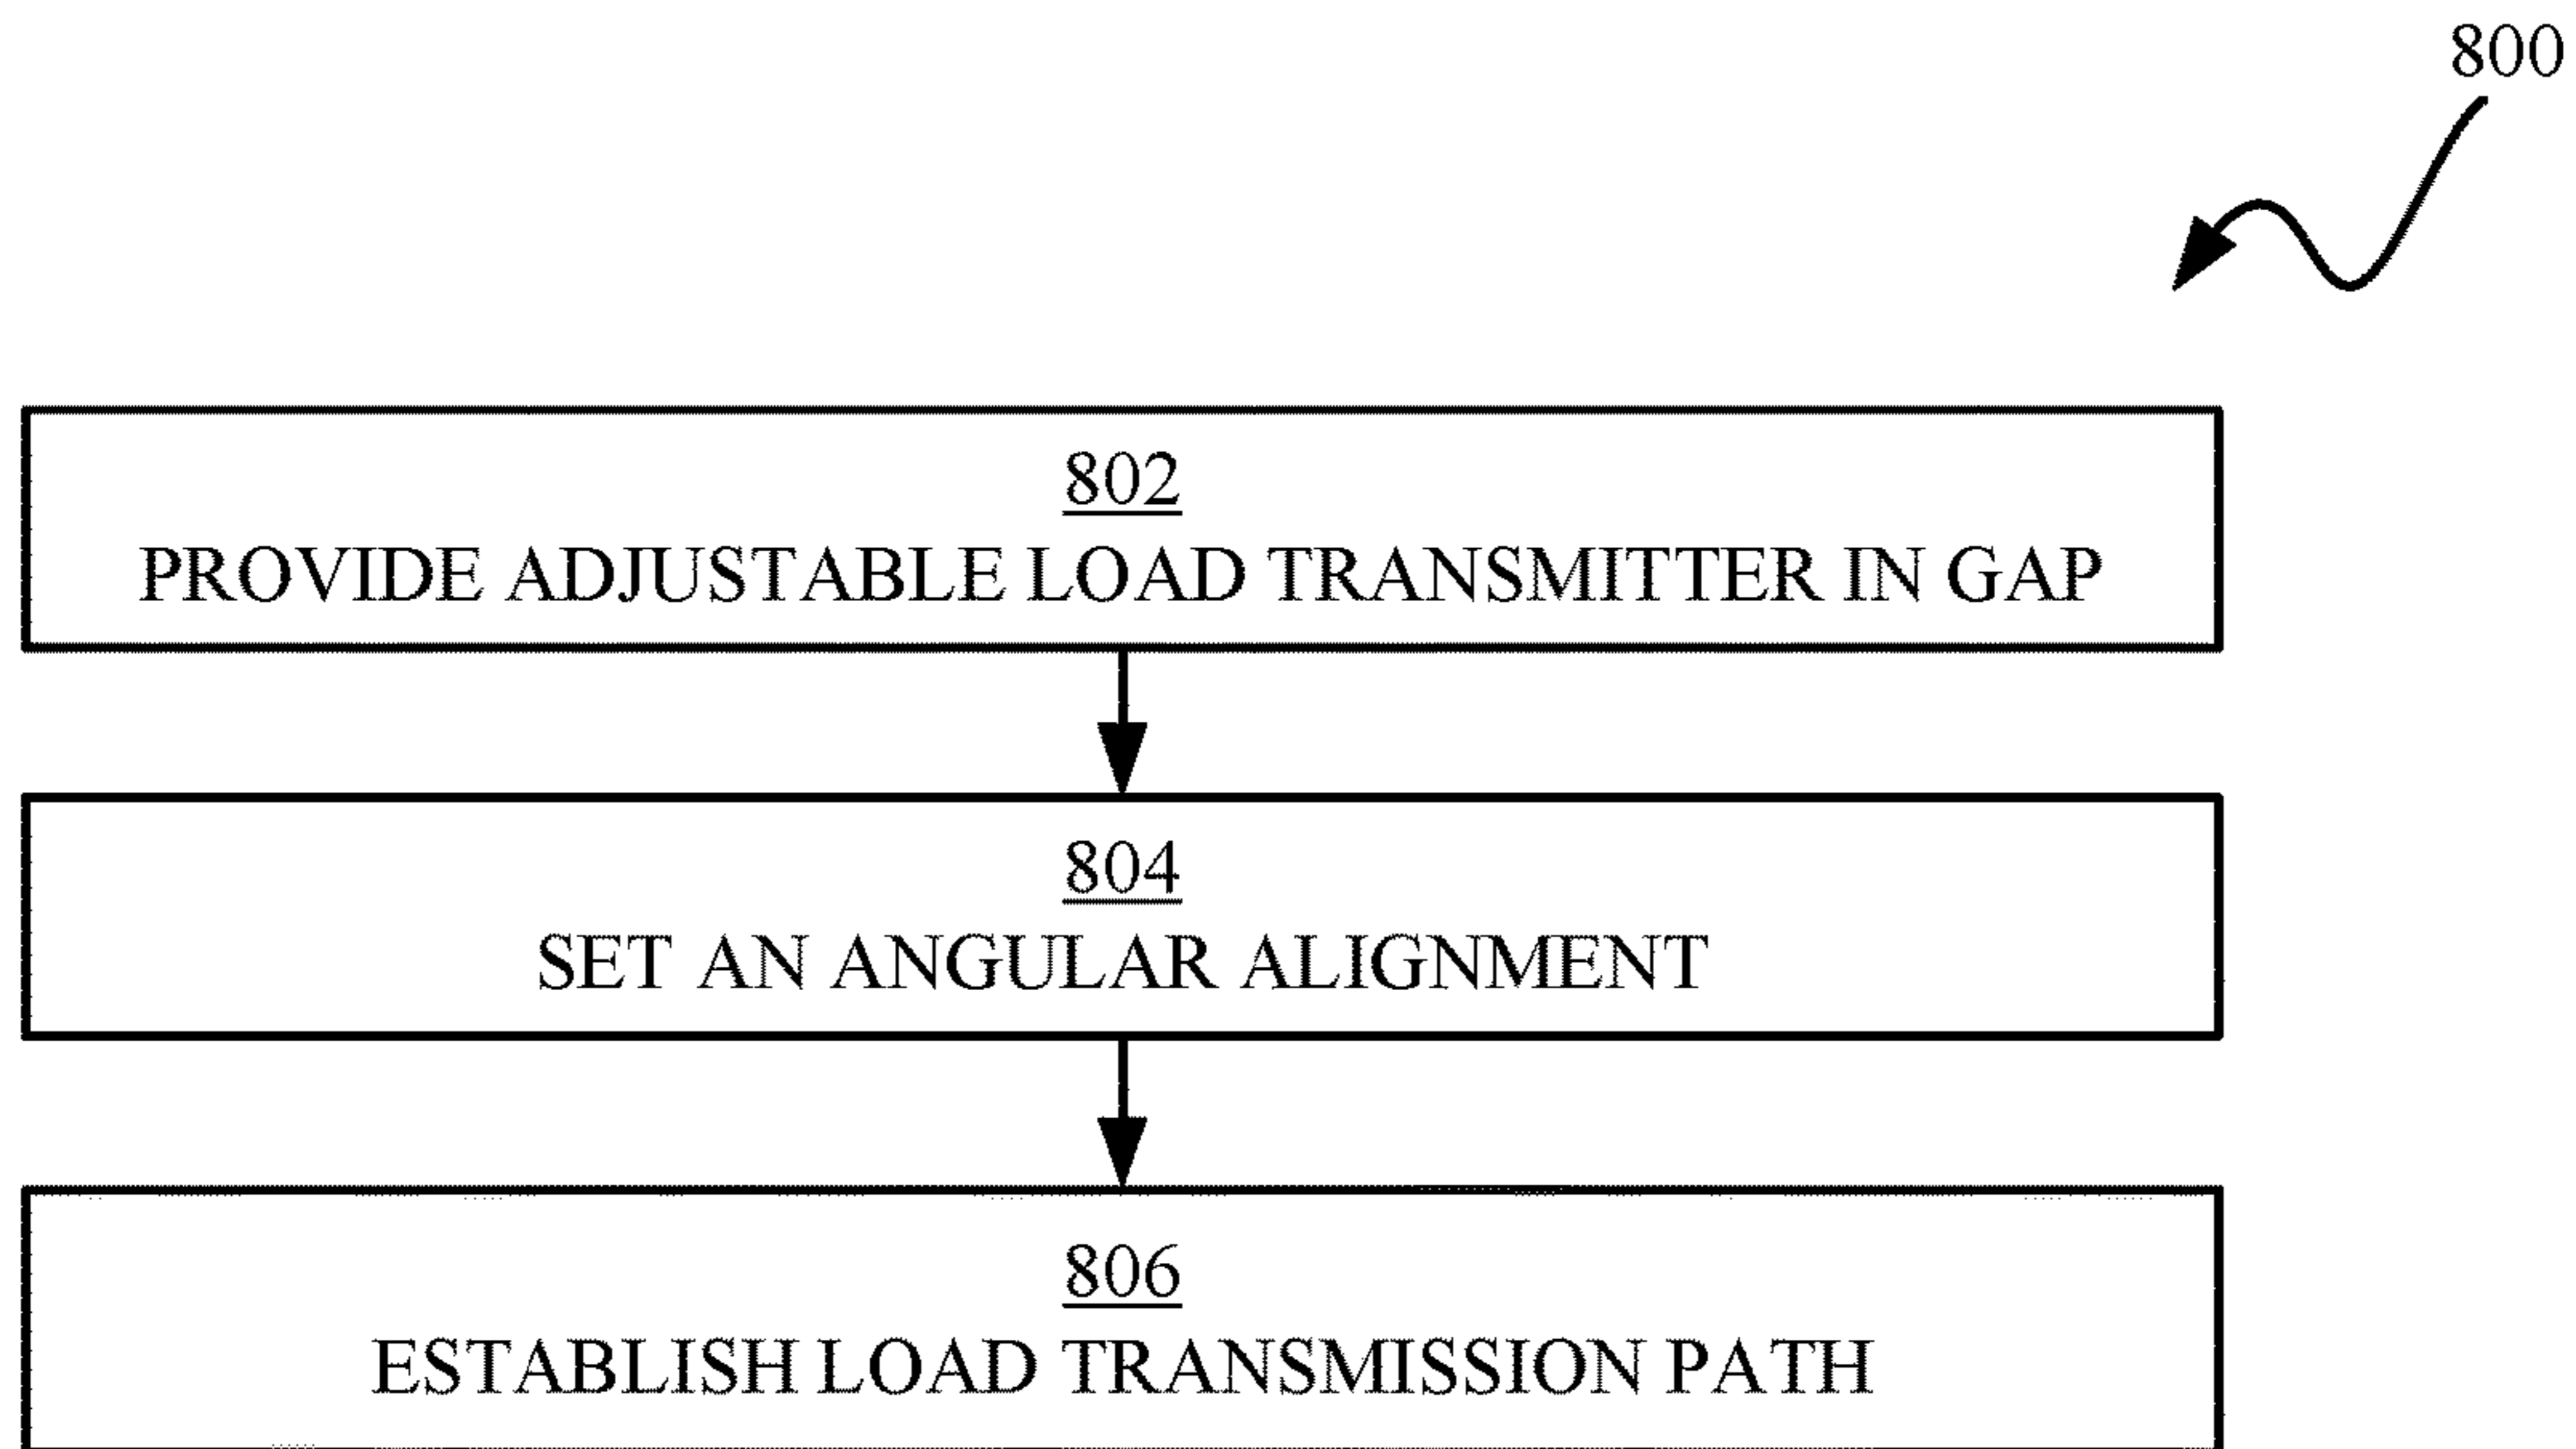 800
802
PROVIDE ADJUSTABLE LOAD TRANSMITTER IN GAP
804
SET AN ANGULAR ALIGNMENT
806
ESTABLISH LOAD TRANSMISSION PATH